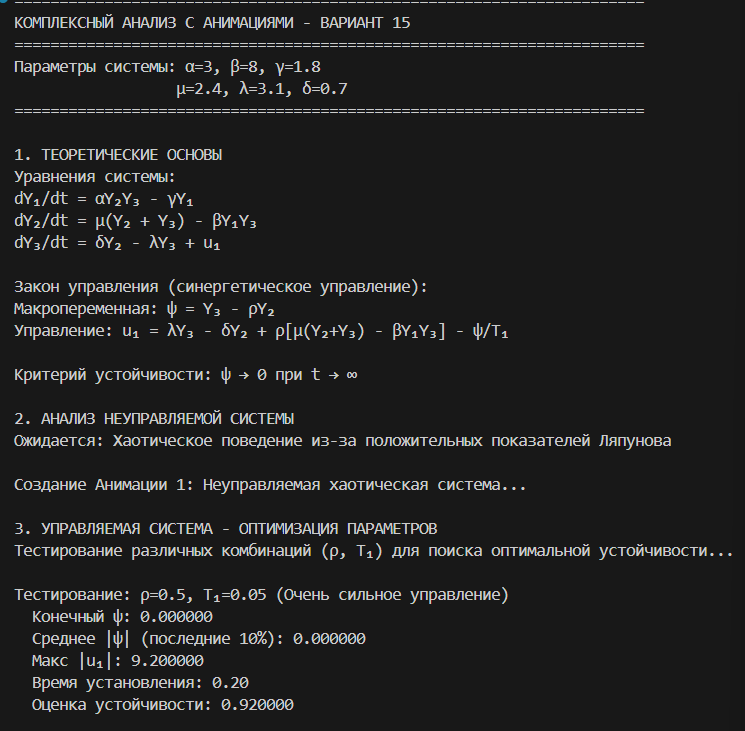 ======================================================================
КОМПЛЕКСНЫЙ АНАЛИЗ С АНИМАЦИЯМИ - ВАРИАНТ 15
======================================================================
Параметры системы: α=3, β=8, γ=1.8
μ=2.4, λ=3.1, δ=0.7
======================================================================
1. ТЕОРЕТИЧЕСКИЕ ОСНОВЫ
Уравнения системы:
dY₁/dt = αY₂Y₃ - γY₁
dY₂/dt = μ(Y₂ + Y₃) - βY₁Y₃
dY₃/dt = δY₂ - λY₃ + u₁
Закон управления (синергетическое управление):
Макропеременная: ψ = Y₃ - ρY₂
Управление: u₁ = λY₃ - δY₂ + ρ[μ(Y₂+Y₃) - βY₁Y₃] - ψ/T₁
Критерий устойчивости: ψ → 0 при t → ∞
2. АНАЛИЗ НЕУПРАВЛЯЕМОЙ СИСТЕМЫ
Ожидается: Хаотическое поведение из-за положительных показателей Ляпунова
Создание Анимации 1: Неуправляемая хаотическая система...
3. УПРАВЛЯЕМАЯ СИСТЕМА - ОПТИМИЗАЦИЯ ПАРАМЕТРОВ
Тестирование различных комбинаций (ρ, T₁) для поиска оптимальной устойчивости...
Тестирование: ρ=0.5, T₁=0.05 (Очень сильное управление)
Конечный ψ: 0.000000
Среднее |ψ| (последние 10%): 0.000000
Макс |u₁|: 9.200000
Время установления: 0.20
Оценка устойчивости: 0.920000